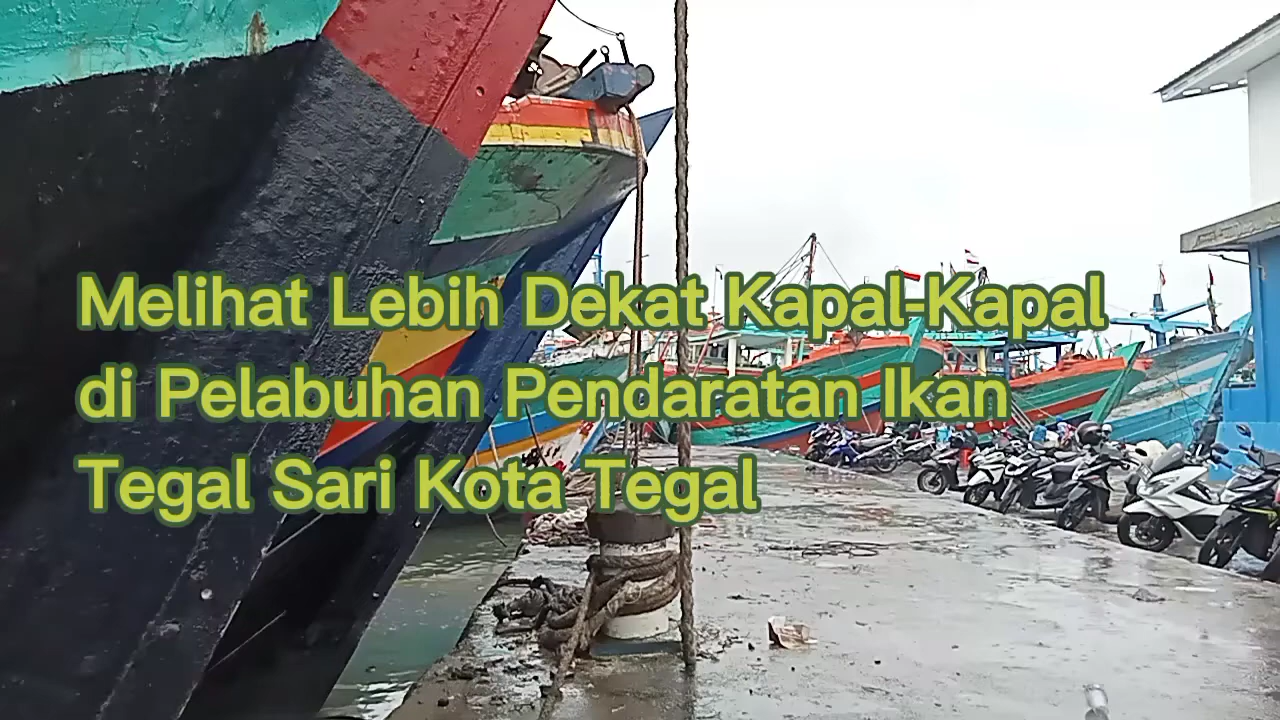 Melihat Lebih Dekat Kapal-Kapal
di Pelabuhan Pendaratan Ikan
Tegal Sari Kota Tegal